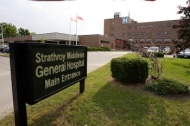 Strathroy Middlesex
General Hospital
Main Entrance